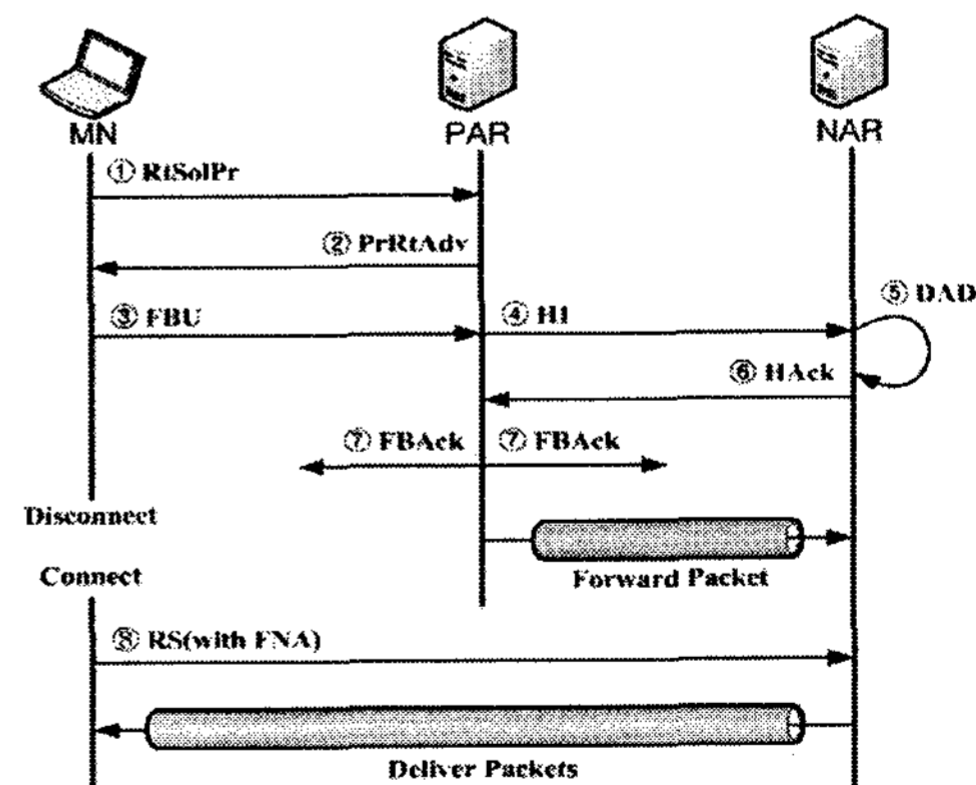 MN
PAR
NAR
① RtSolPr
② PrRtAdv
⑤ DAD
③ FBU
④ HI
⑥ HAck
⑦ FBAck
⑦ FBAck
Disconnect
Connect
Forward Packet
⑧ RS(with FNA)
Deliver Packets